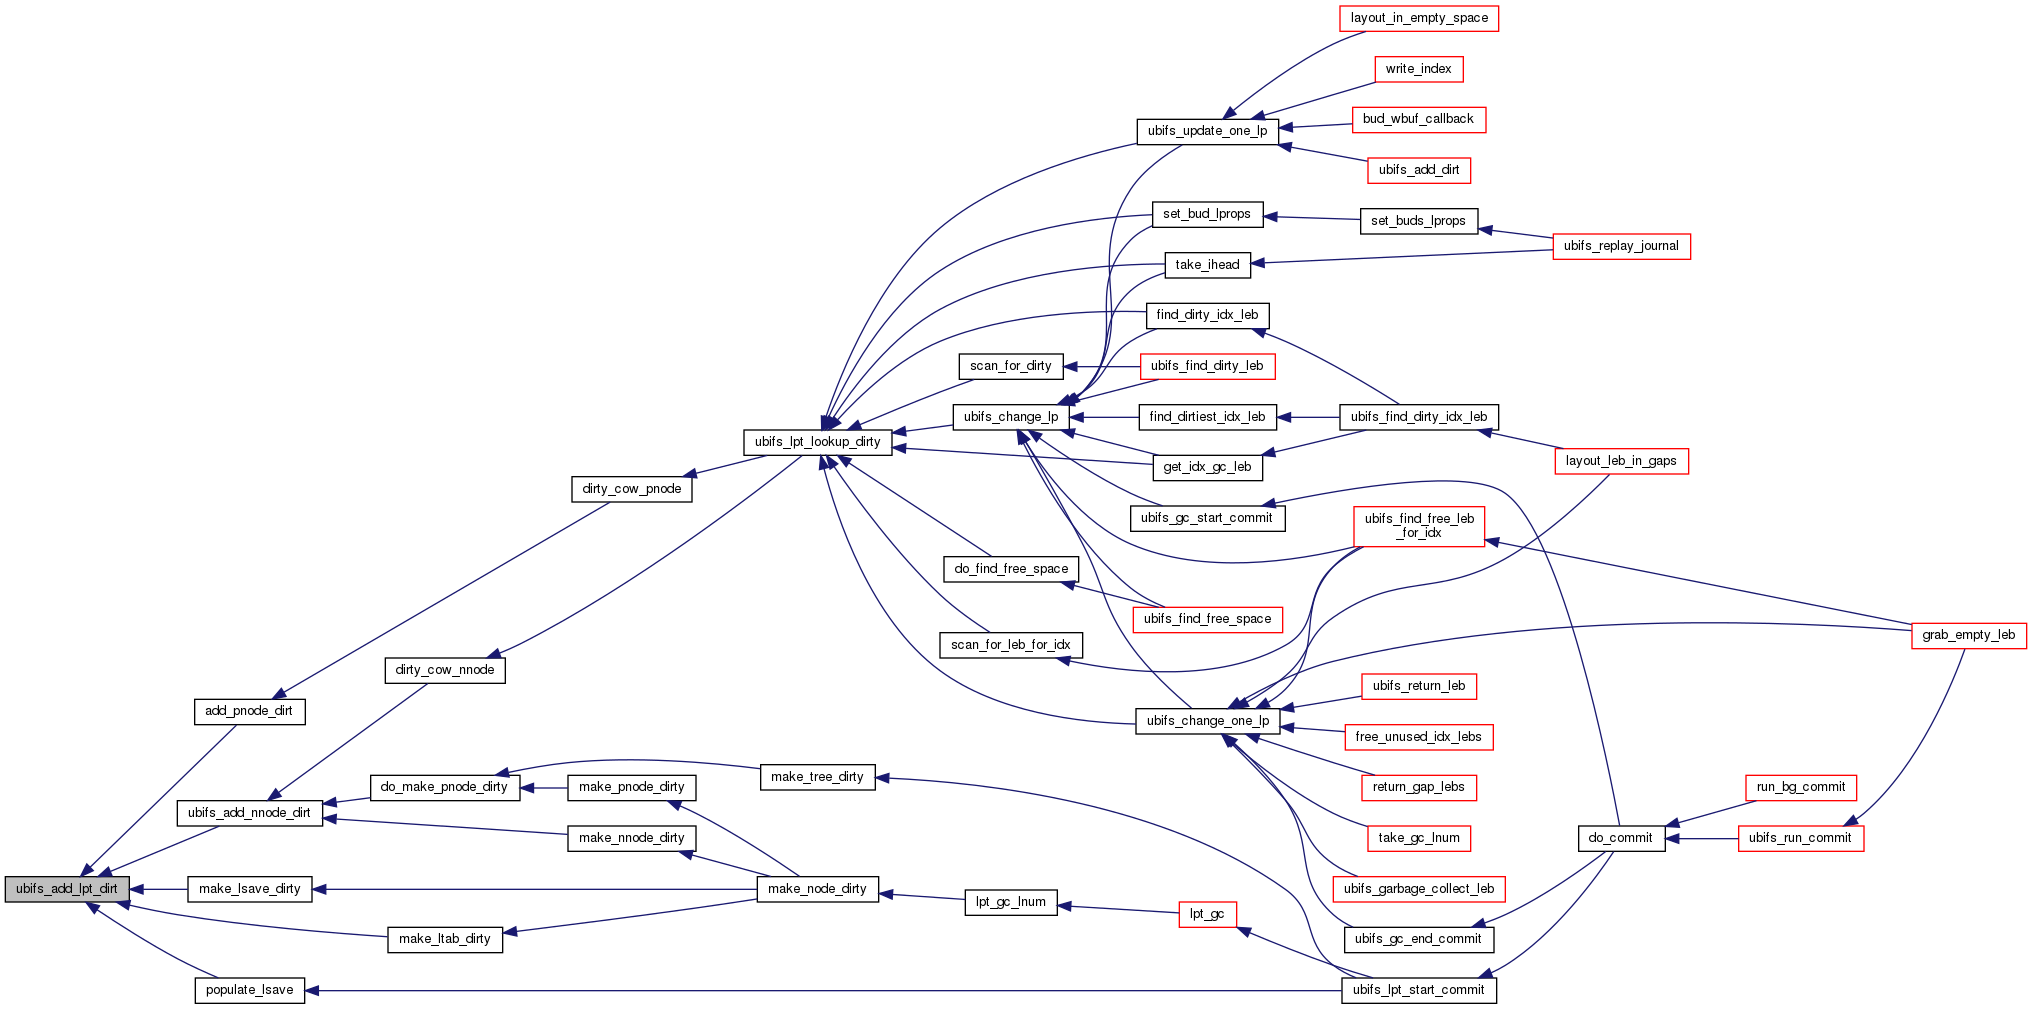 layout_in_empty_space
write_index
bud_wbuf_callback
ubifs_update_one_lp
ubifs_add_dirt
set_bud_lprops
set_buds_lprops
ubifs_replay_journal
take_ihead
find_dirty_idx_leb
scan_for_dirty
ubifs_find_dirty_leb
ubifs_change_lp
find_dirtiest_idx_leb
ubifs_find_dirty_idx_leb
ubifs_lpt_lookup_dirty
get_idx_gc_leb
layout_leb_in_gaps
dirty_cow_pnode
ubifs_gc_start_commit
ubifs_find_free_leb
_for_idx
do_find_free_space
ubifs_find_free_space
scan_for_leb_for_idx
grab_empty_leb
dirty_cow_nnode
ubifs_return_leb
add_pnode_dirt
ubifs_change_one_lp
free_unused_idx_lebs
make_tree_dirty
do_make_pnode_dirty
make_pnode_dirty
return_gap_lebs
run_bg_commit
ubifs_add_nnode_dirt
make_nnode_dirty
take_gc_lnum
do_commit
ubifs_run_commit
ubifs_add_lpt_dirt
make_lsave_dirty
make_node_dirty
ubifs_garbage_collect_leb
lpt_gc_lnum
lpt_gc
make_ltab_dirty
ubifs_gc_end_commit
populate_lsave
ubifs_lpt_start_commit